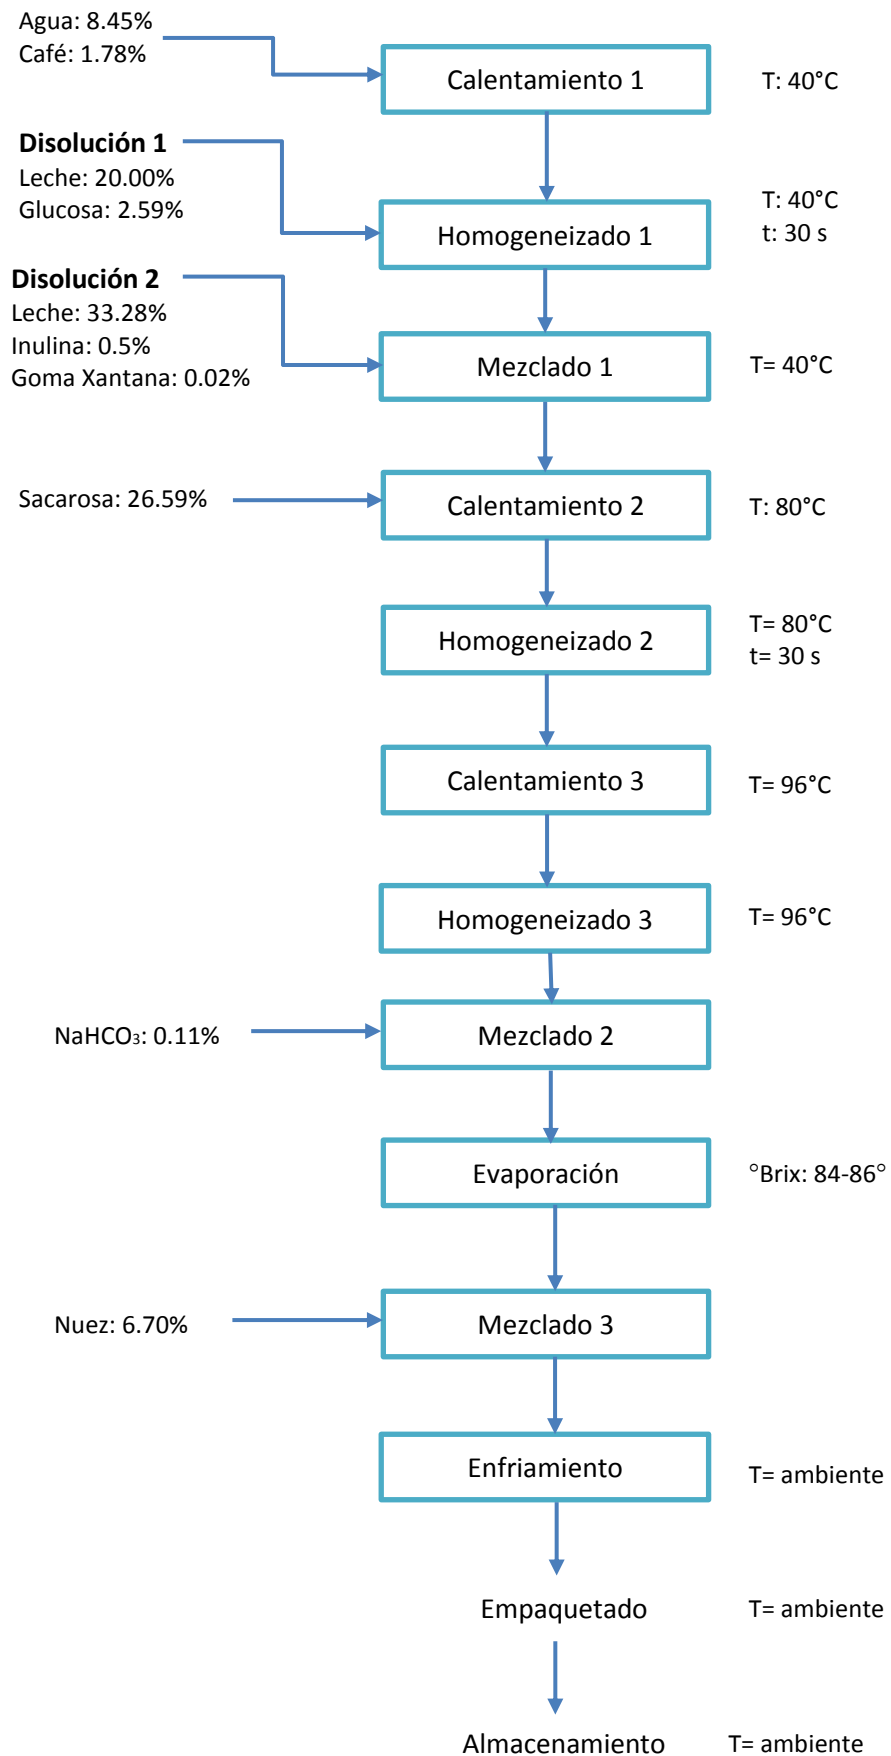 Agua: 8.45%
Café: 1.78%
Calentamiento 1
T: 40°C
Disolución 1
Leche: 20.00%
Glucosa: 2.59%
Homogeneizado 1
T: 40°C
t: 30 s
Disolución 2
Leche: 33.28%
Inulina: 0.5%
Goma Xantana: 0.02%
Mezclado 1
T= 40°C
Sacarosa: 26.59%
Calentamiento 2
T: 80°C
Homogeneizado 2
T= 80°C
t= 30 s
Calentamiento 3
T= 96°C
Homogeneizado 3
T= 96°C
NaHCO₃: 0.11%
Mezclado 2
Evaporación
°Brix: 84-86°
Nuez: 6.70%
Mezclado 3
Enfriamiento
T= ambiente
Empaquetado
T= ambiente
Almacenamiento
T= ambiente